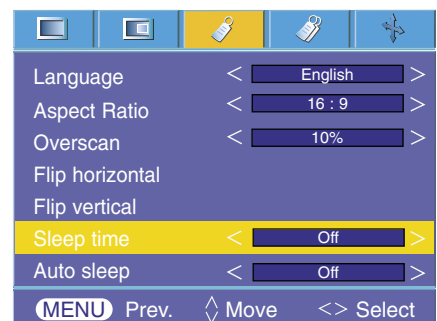 Language < English >
Aspect Ratio < 16 : 9 >
Overscan < 10% >
Flip horizontal
Flip vertical
Sleep time < Off >
Auto sleep < Off >
MENU Prev. Move <> Select